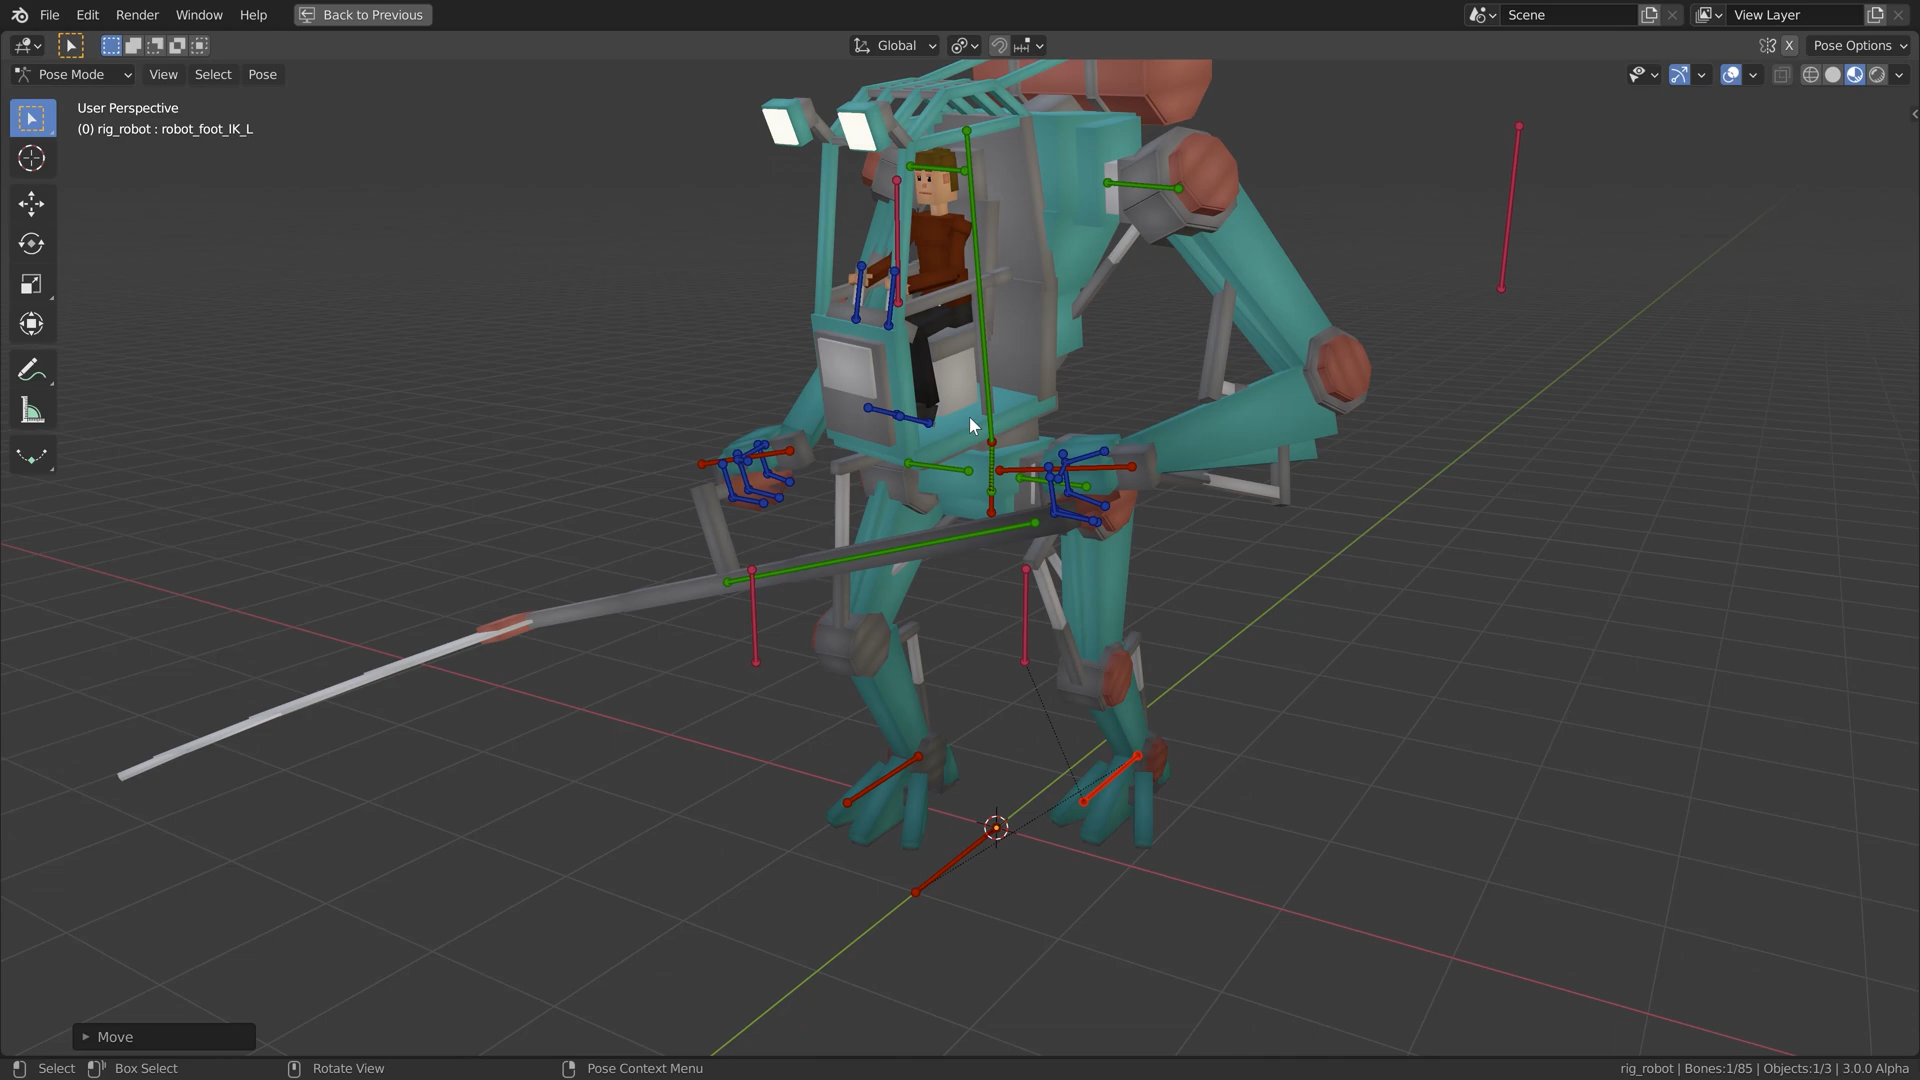 File Edit Render Window Help Back to Previous Scene View Layer
Global X Pose Options
Pose Mode View Select Pose
User Perspective
(0) rig_robot : robot_foot_IK_L
Move
Select Box Select Rotate View Pose Context Menu rig_robot | Bones:1/85 | Objects:1/3 | 3.0.0 Alpha